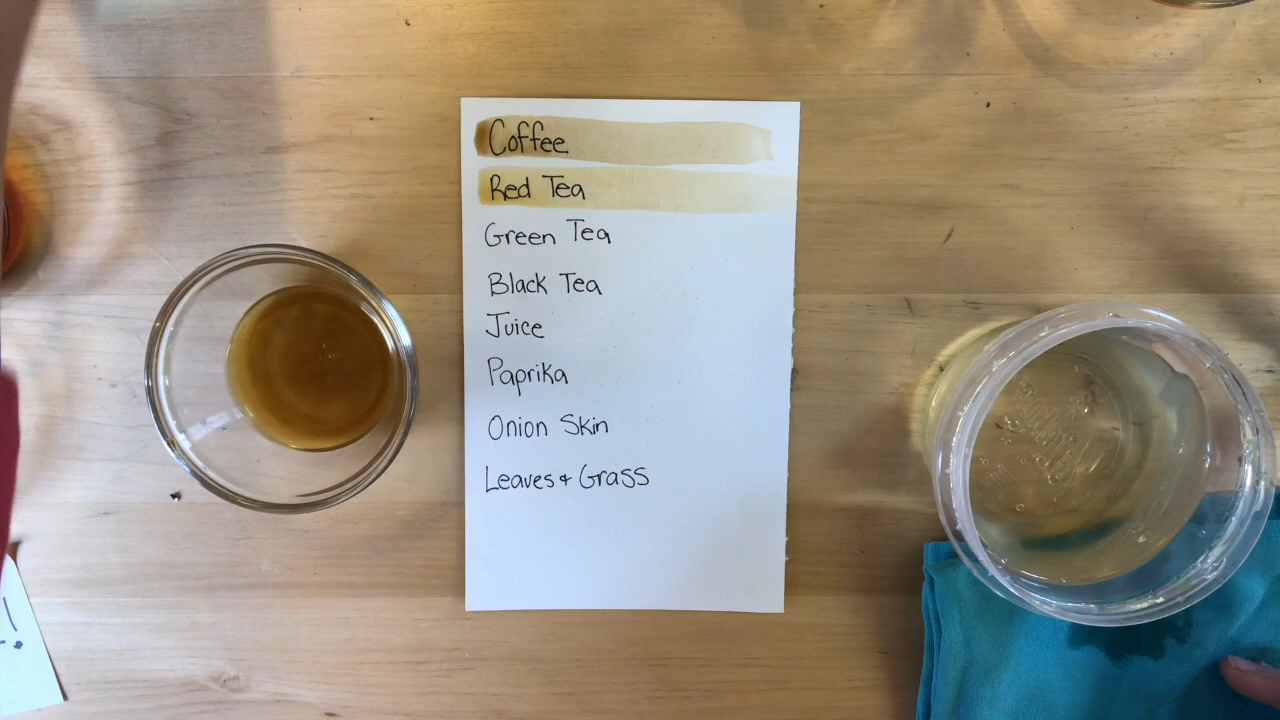 Coffee
Red Tea
Green Tea
Black Tea
Juice
Paprika
Onion Skin
Leaves + Grass